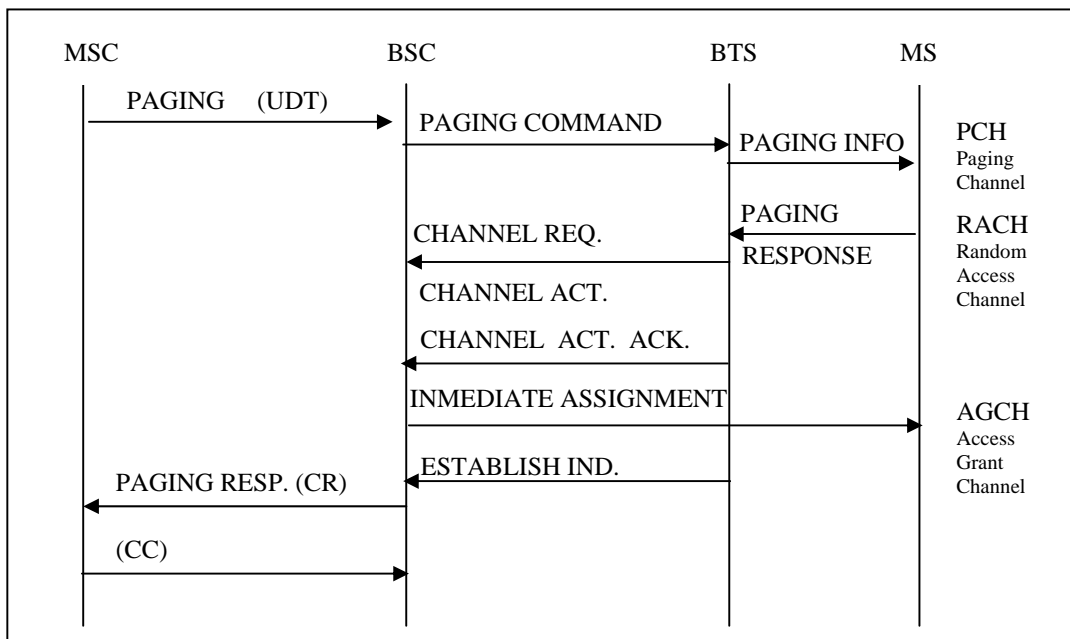 MSC BSC BTS MS
PAGING (UDT)
PAGING COMMAND
PAGING INFO
PCH
Paging
Channel
PAGING
RESPONSE
RACH
Random
Access
Channel
CHANNEL REQ.
CHANNEL ACT.
CHANNEL ACT. ACK.
INMEDIATE ASSIGNMENT
AGCH
Access
Grant
Channel
ESTABLISH IND.
PAGING RESP. (CR)
(CC)